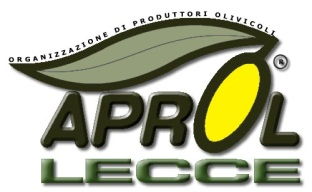 ORGANIZZAZIONE DI PRODUTTORI OLIVICOLI
APROL
®
LECCE